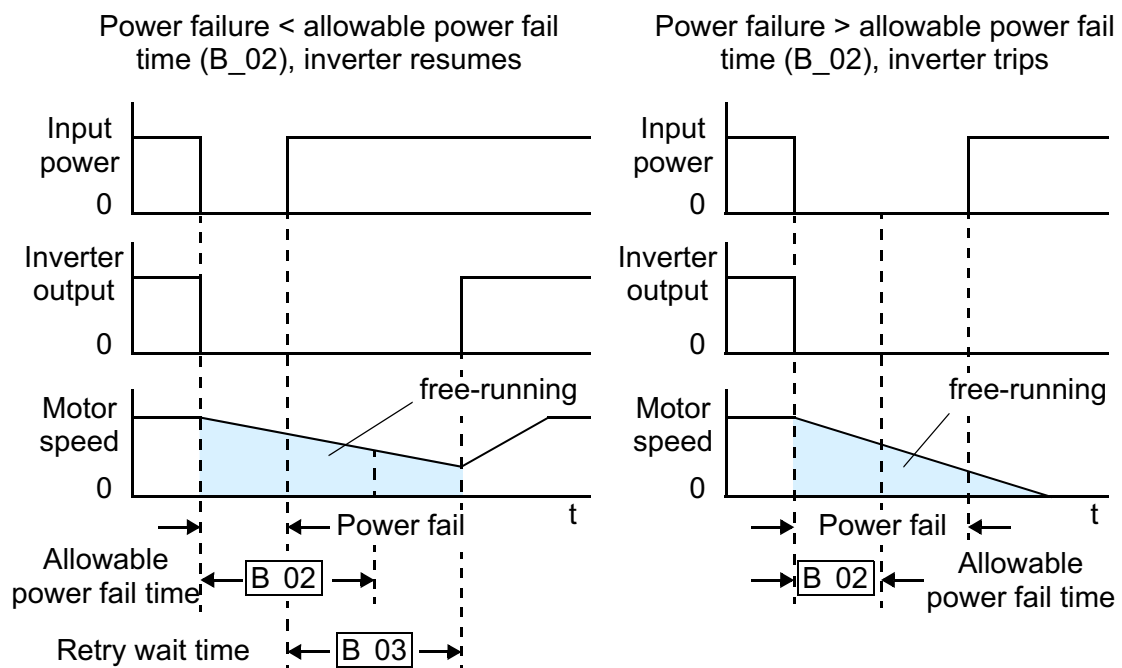 Power failure < allowable power fail
time (B_02), inverter resumes
Input
power
0
Inverter
output
0
free-running
Motor
speed
0
t
Power fail
Allowable
power fail time
B 02
Retry wait time
B 03
Power failure > allowable power fail
time (B_02), inverter trips
Input
power
0
Inverter
output
0
free-running
Motor
speed
0
t
Power fail
B 02
Allowable
power fail time